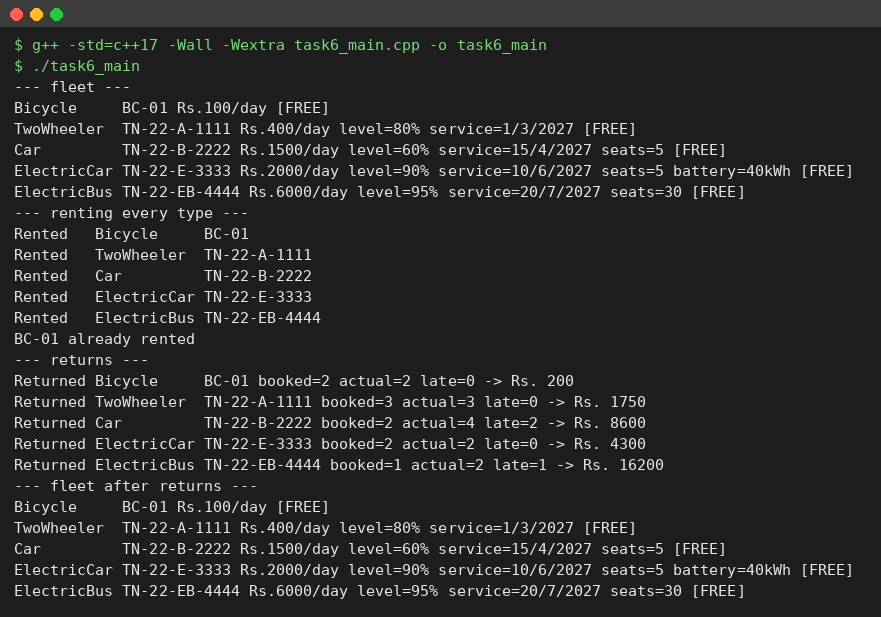 $ g++ -std=c++17 -Wall -Wextra task6_main.cpp -o task6_main
$ ./task6_main
--- fleet ---
Bicycle     BC-01 Rs.100/day [FREE]
TwoWheeler  TN-22-A-1111 Rs.400/day level=80% service=1/3/2027 [FREE]
Car         TN-22-B-2222 Rs.1500/day level=60% service=15/4/2027 seats=5 [FREE]
ElectricCar TN-22-E-3333 Rs.2000/day level=90% service=10/6/2027 seats=5 battery=40kWh [FREE]
ElectricBus TN-22-EB-4444 Rs.6000/day level=95% service=20/7/2027 seats=30 [FREE]
--- renting every type ---
Rented   Bicycle     BC-01
Rented   TwoWheeler  TN-22-A-1111
Rented   Car         TN-22-B-2222
Rented   ElectricCar TN-22-E-3333
Rented   ElectricBus TN-22-EB-4444
BC-01 already rented
--- returns ---
Returned Bicycle     BC-01 booked=2 actual=2 late=0 -> Rs. 200
Returned TwoWheeler  TN-22-A-1111 booked=3 actual=3 late=0 -> Rs. 1750
Returned Car         TN-22-B-2222 booked=2 actual=4 late=2 -> Rs. 8600
Returned ElectricCar TN-22-E-3333 booked=2 actual=2 late=0 -> Rs. 4300
Returned ElectricBus TN-22-EB-4444 booked=1 actual=2 late=1 -> Rs. 16200
--- fleet after returns ---
Bicycle     BC-01 Rs.100/day [FREE]
TwoWheeler  TN-22-A-1111 Rs.400/day level=80% service=1/3/2027 [FREE]
Car         TN-22-B-2222 Rs.1500/day level=60% service=15/4/2027 seats=5 [FREE]
ElectricCar TN-22-E-3333 Rs.2000/day level=90% service=10/6/2027 seats=5 battery=40kWh [FREE]
ElectricBus TN-22-EB-4444 Rs.6000/day level=95% service=20/7/2027 seats=30 [FREE]